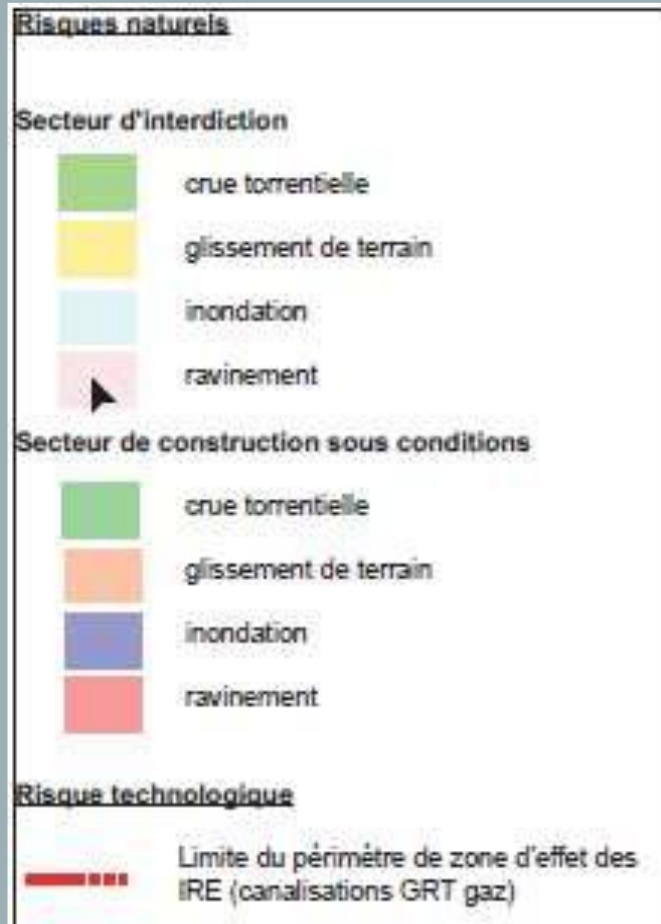 Risques naturels
Secteur d'interdiction
crue torrentielle
glissement de terrain
inondation
ravinement
Secteur de construction sous conditions
crue torrentielle
glissement de terrain
inondation
ravinement
Risque technologique
Limite du périmètre de zone d'effet des
IRE (canalisations GRT gaz)